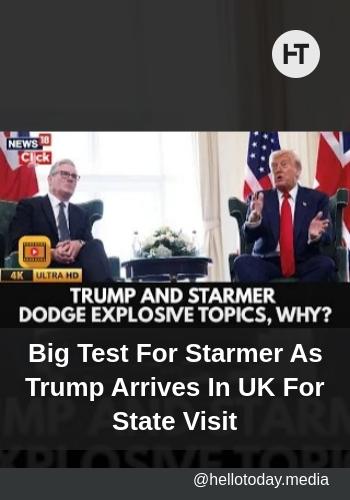 HT
NEWS 18
Click
4K ULTRA HD
TRUMP AND STARMER
DODGE EXPLOSIVE TOPICS, WHY?
Big Test For Starmer As
Trump Arrives In UK For
State Visit
@hellotoday.media